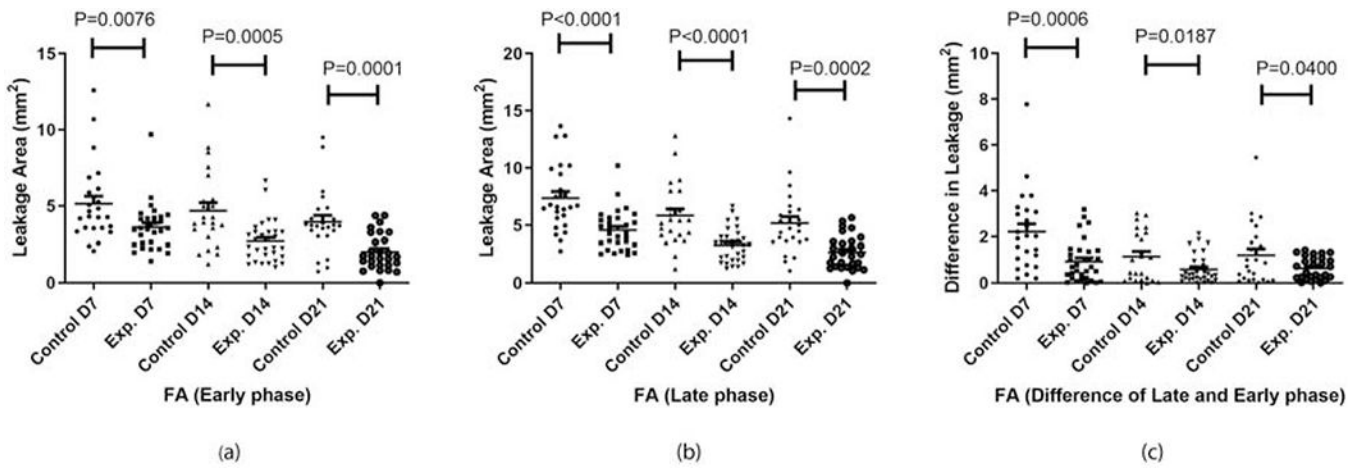 P=0.0076
P=0.0005
P=0.0001
15
10
5
0
Leakage Area (mm²)
Control D7
Exp. D7
Control D14
Exp. D14
Control D21
Exp. D21
FA (Early phase)
(a)
P<0.0001
P<0.0001
P=0.0002
20
15
10
5
0
Leakage Area (mm²)
Control D7
Exp. D7
Control D14
Exp. D14
Control D21
Exp. D21
FA (Late phase)
(b)
P=0.0006
P=0.0187
P=0.0400
10
8
6
4
2
0
Difference in Leakage (mm²)
Control D7
Exp. D7
Control D14
Exp. D14
Control D21
Exp. D21
FA (Difference of Late and Early phase)
(c)